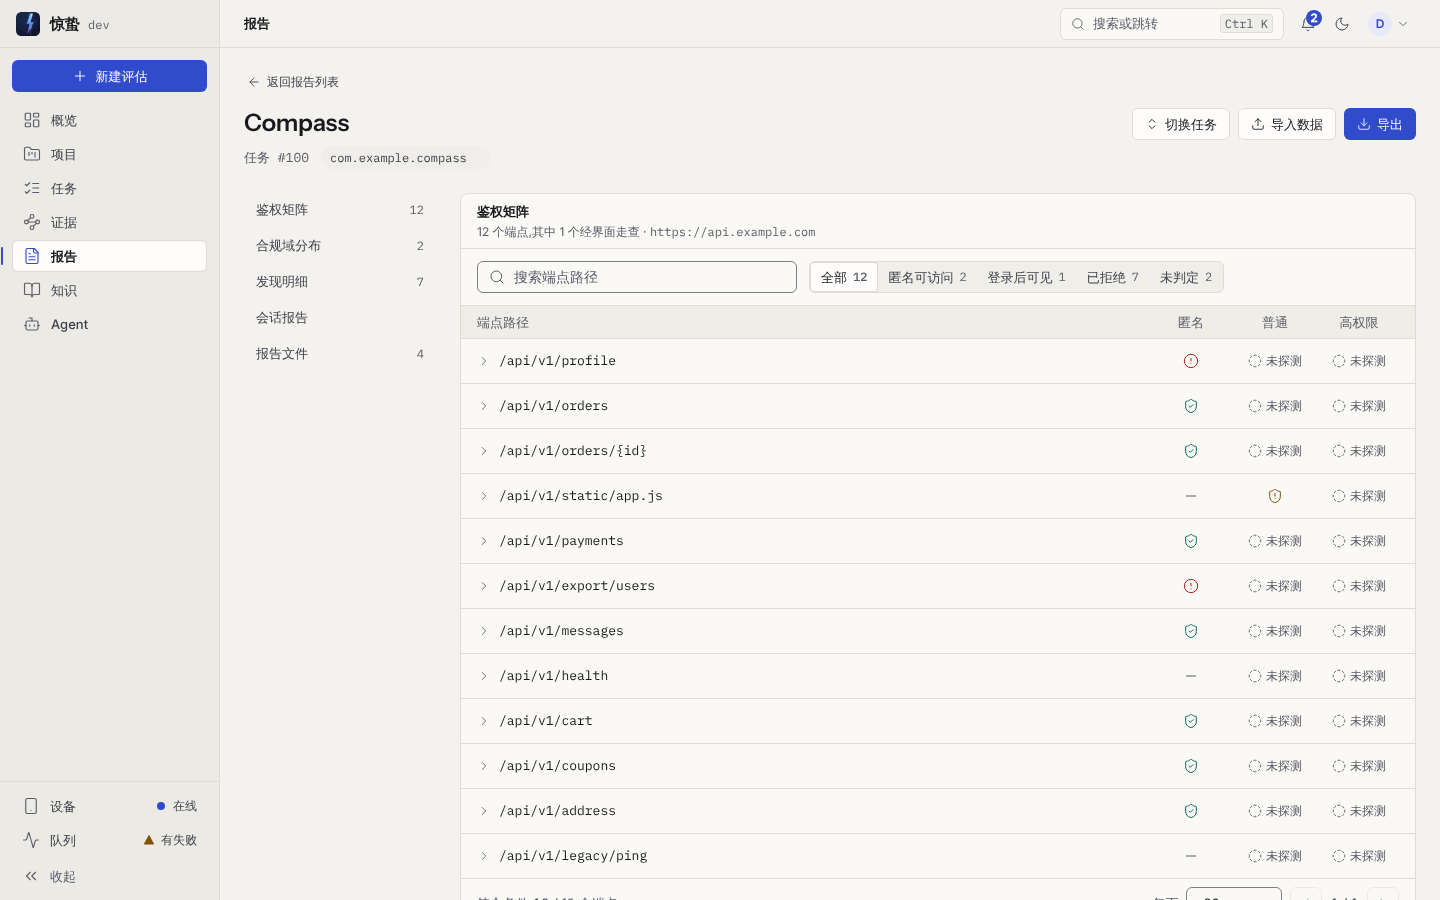 惊蛰 dev
报告
搜索或跳转 Ctrl K
2
D
新建评估
概览
项目
任务
证据
报告
知识
Agent
设备 在线
队列 有失败
收起
返回报告列表
Compass
切换任务 导入数据 导出
任务 #100 com.example.compass
鉴权矩阵 12
合规域分布 2
发现明细 7
会话报告
报告文件 4
鉴权矩阵
12 个端点,其中 1 个经界面走查 · https://api.example.com
搜索端点路径
全部 12 匿名可访问 2 登录后可见 1 已拒绝 7 未判定 2
端点路径 匿名 普通 高权限
/api/v1/profile 未探测 未探测
/api/v1/orders 未探测 未探测
/api/v1/orders/{id} 未探测 未探测
/api/v1/static/app.js — 未探测
/api/v1/payments 未探测 未探测
/api/v1/export/users 未探测 未探测
/api/v1/messages 未探测 未探测
/api/v1/health — 未探测 未探测
/api/v1/cart 未探测 未探测
/api/v1/coupons 未探测 未探测
/api/v1/address 未探测 未探测
/api/v1/legacy/ping — 未探测 未探测